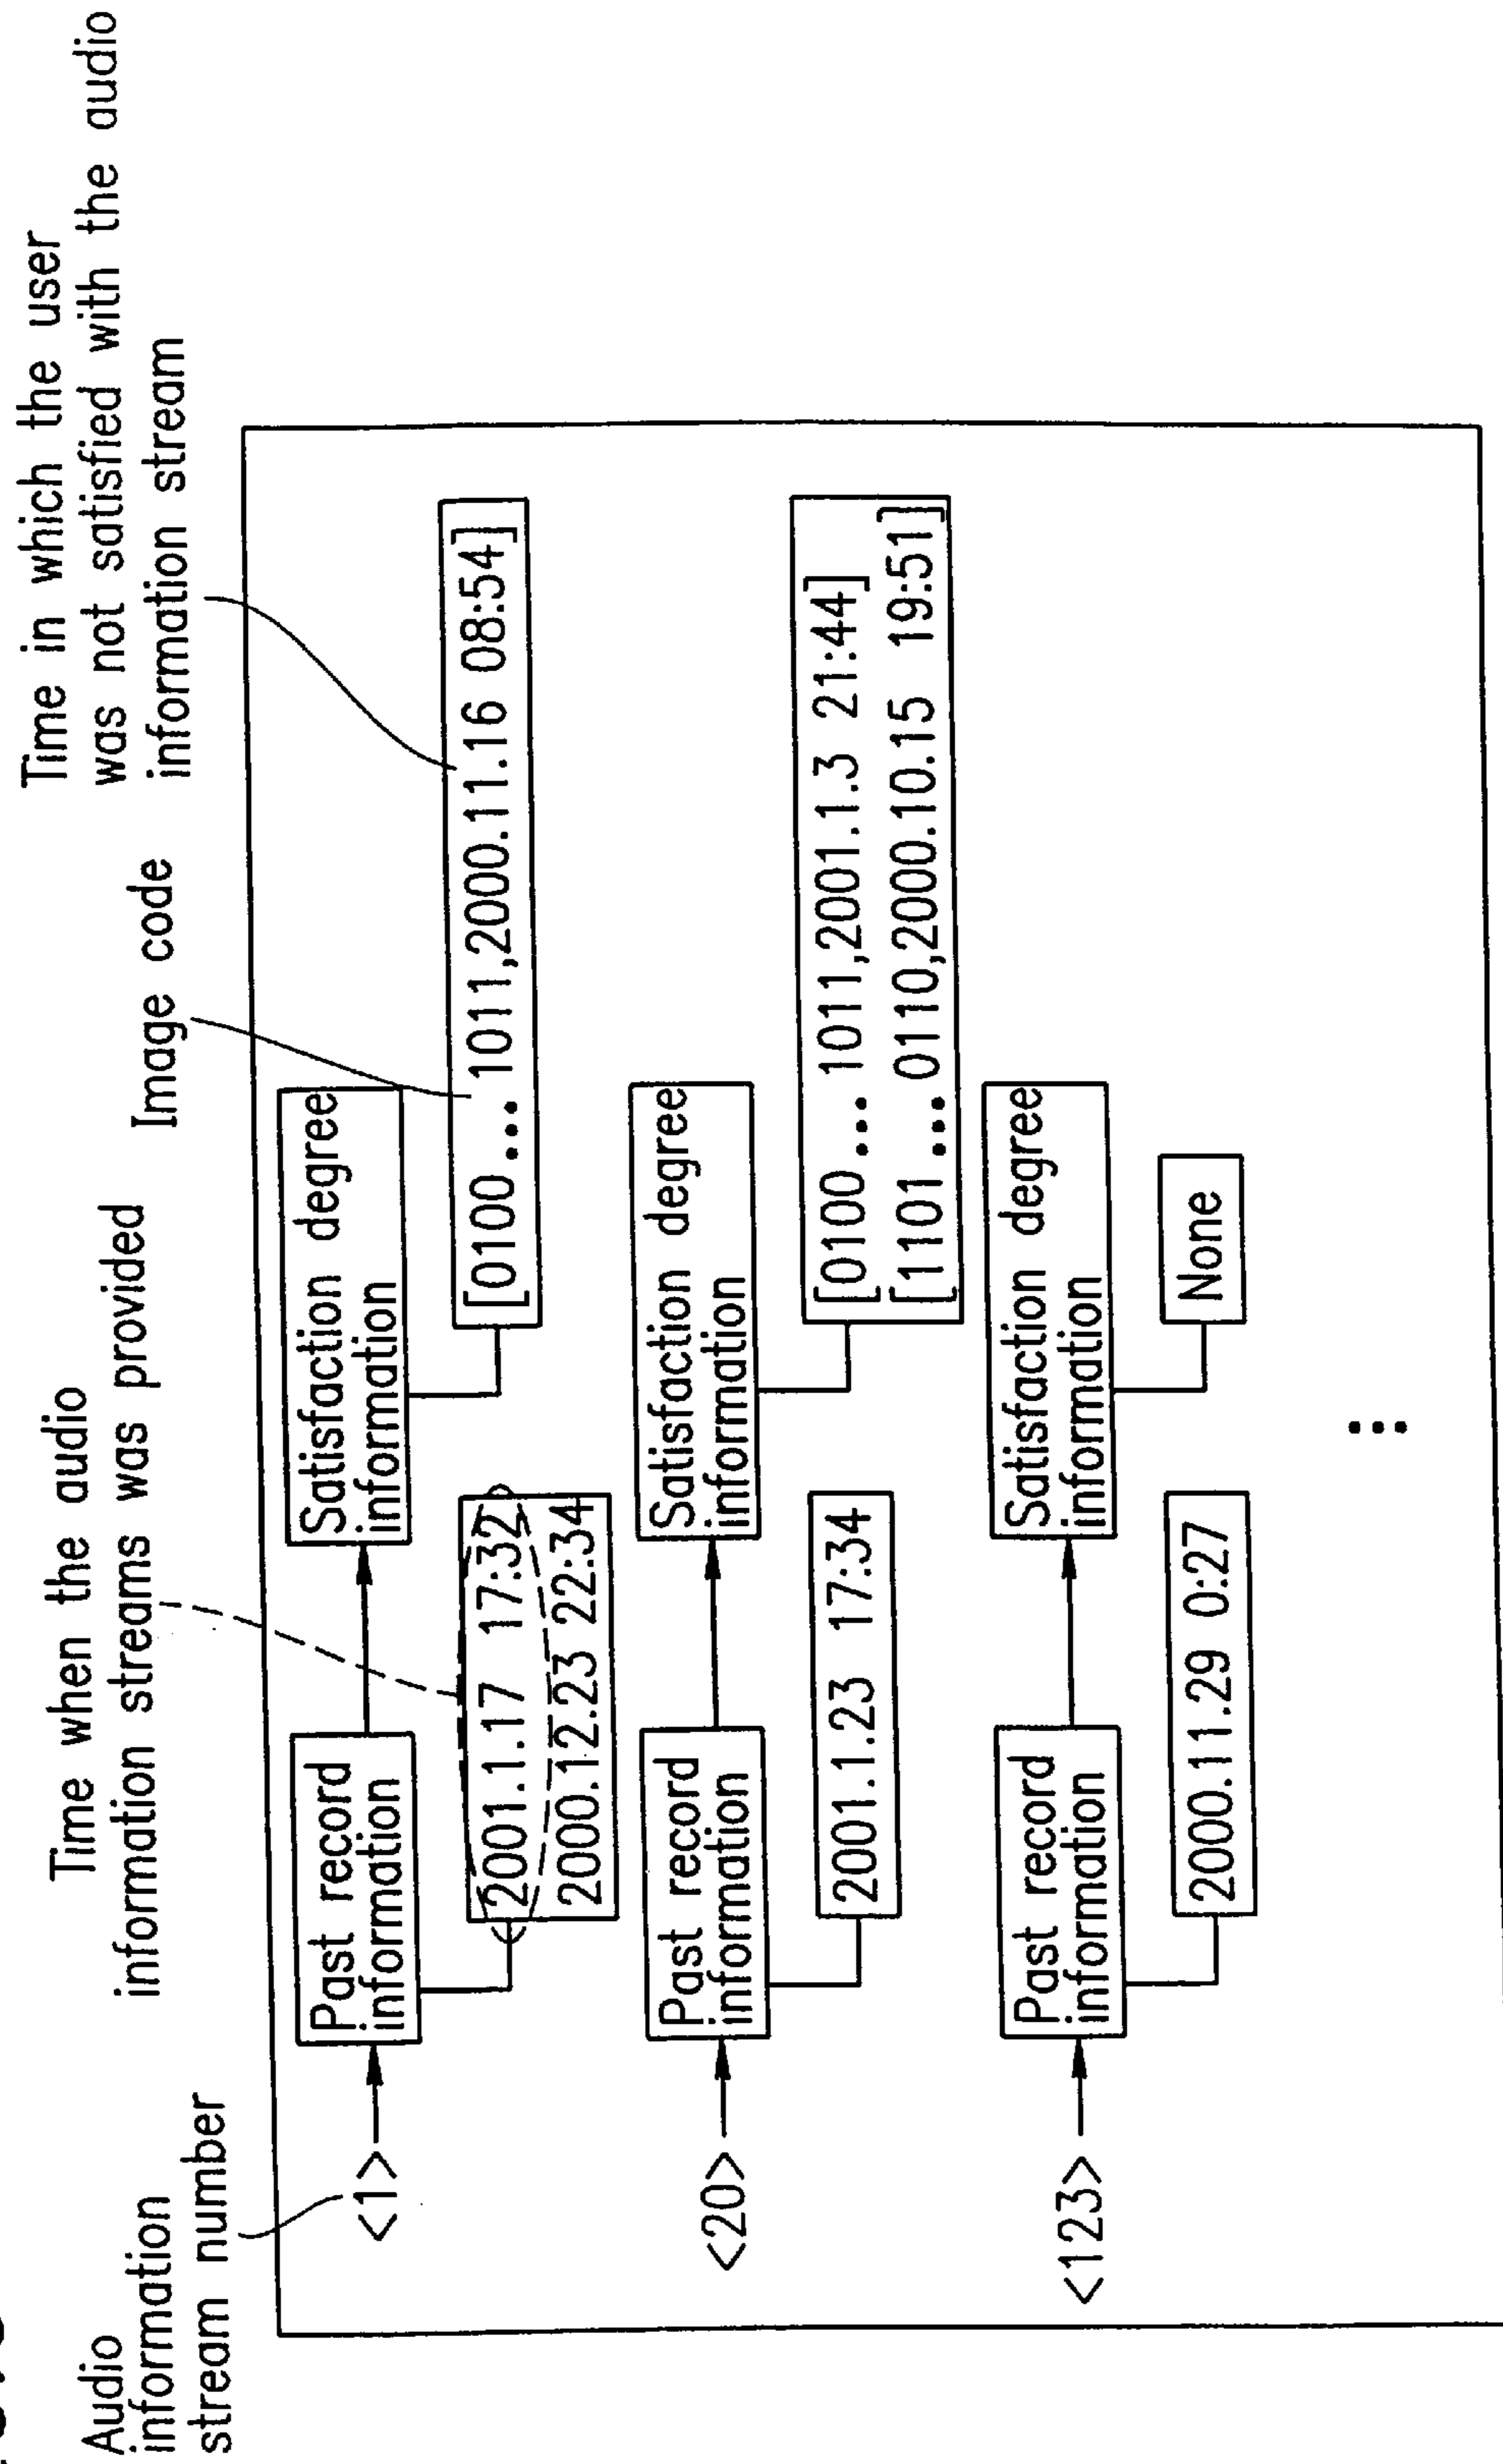 Audio
information
stream number
Time when the audio
information streams was provided
Image code
Time in which the user
was not satisfied with the audio
information stream
<1>
Past record
information
2001.1.17 17:32
2000.12.23 22:34
Satisfaction degree
information
[0100... 1011,2000.11.16 08:54]
<20>
Past record
information
2001.1.23 17:34
Satisfaction degree
information
[0100... 1011,2001.1.3 21:44]
[1101... 0110,2000.10.15 19:51]
<123>
Past record
information
2000.11.29 0:27
Satisfaction degree
information
None
...